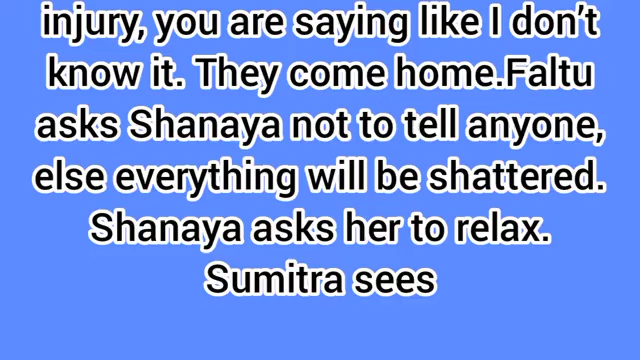 injury, you are saying like I don’t
know it. They come home.Faltu
asks Shanaya not to tell anyone,
else everything will be shattered.
Shanaya asks her to relax.
Sumitra sees